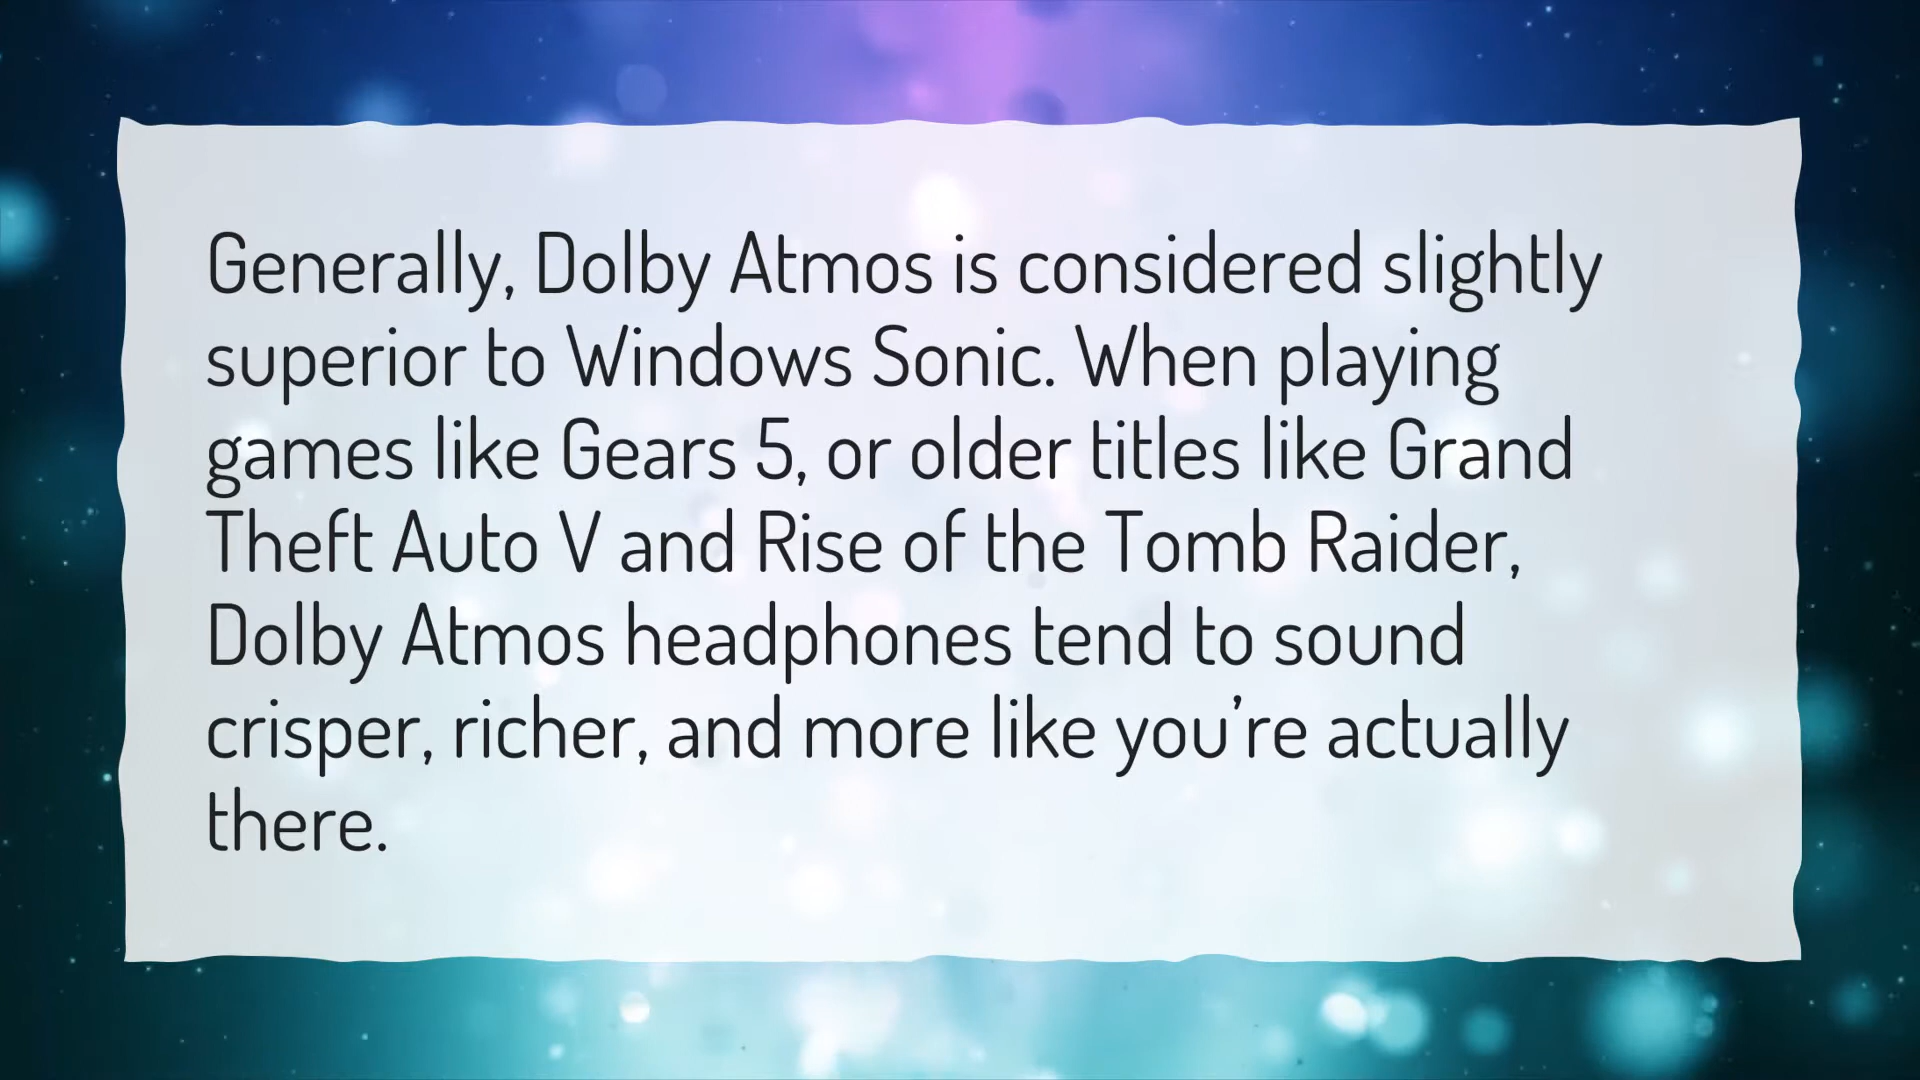 Generally, Dolby Atmos is considered slightly
superior to Windows Sonic. When playing
games like Gears 5, or older titles like Grand
Theft Auto V and Rise of the Tomb Raider,
Dolby Atmos headphones tend to sound
crisper, richer, and more like you’re actually
there.